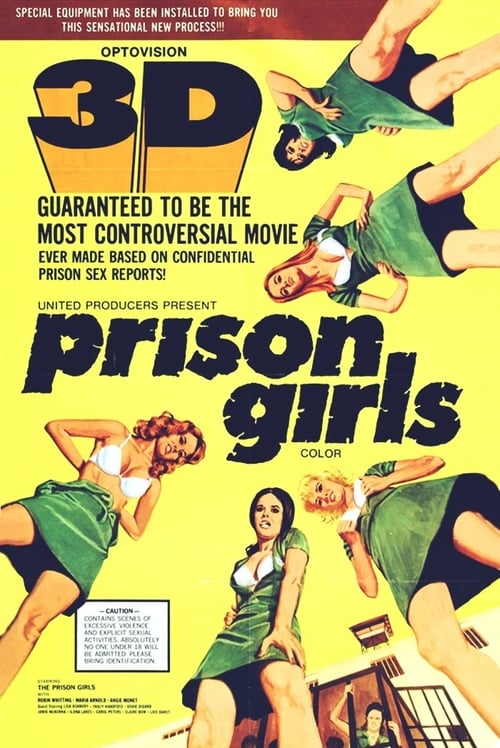 SPECIAL EQUIPMENT HAS BEEN INSTALLED TO BRING YOU
THIS SENSATIONAL NEW PROCESS!!!
OPTOVISION
3D
GUARANTEED TO BE THE
MOST CONTROVERSIAL MOVIE
EVER MADE BASED ON CONFIDENTIAL
PRISON SEX REPORTS!
UNITED PRODUCERS PRESENT
prison
girls
COLOR
—CAUTION—
CONTAINS SCENES OF
EXCESSIVE VIOLENCE
AND EXPLICIT SEXUAL
ACTIVITIES ABSOLUTELY
NO ONE UNDER 18 WILL
BE ADMITTED. PLEASE
BRING IDENTIFICATION.
STARRING
THE PRISON GIRLS
WITH
ROBIN WHITTING · MARIA ARNOLD · ANGIE MONET